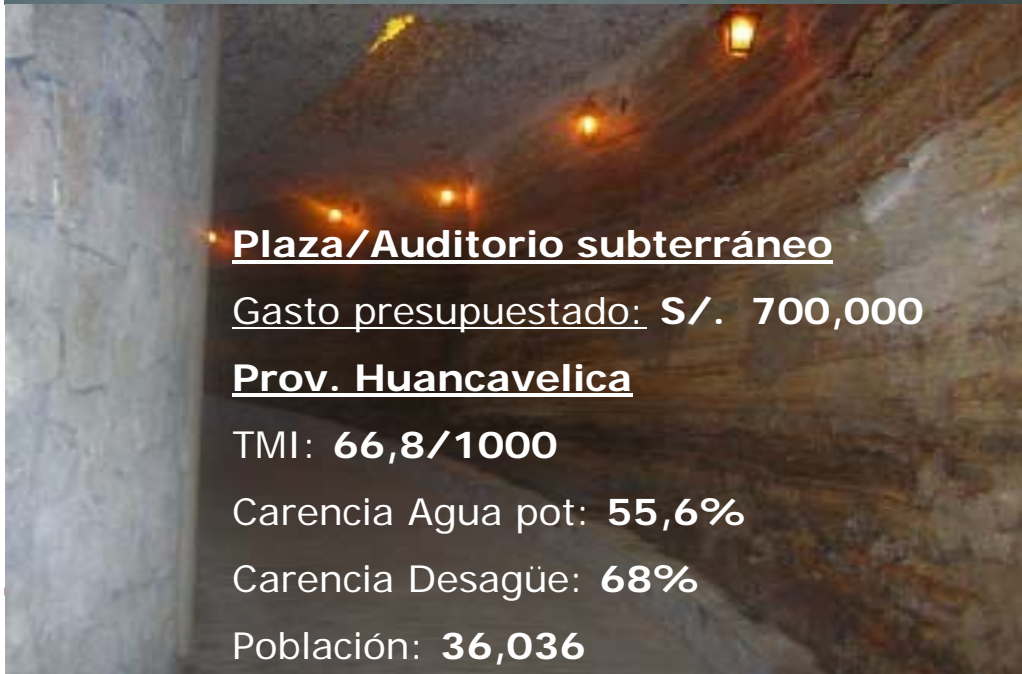 Plaza/Auditorio subterráneo
Gasto presupuestado: S/. 700,000
Prov. Huancavelica
TMI: 66,8/1000
Carencia Agua pot: 55,6%
Carencia Desagüe: 68%
Población: 36,036